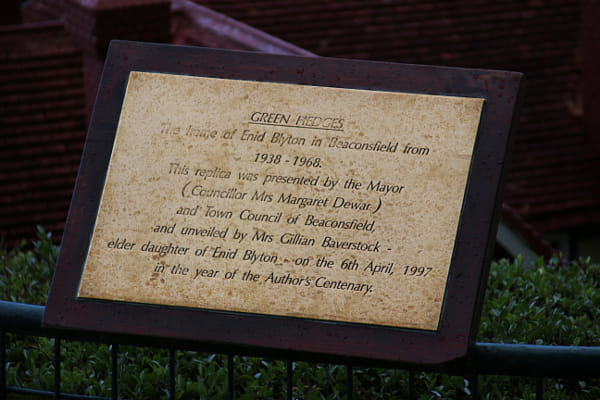 GREEN HEDGES
The home of Enid Blyton in Beaconsfield from
1938 - 1968.
This replica was presented by the Mayor
(Councillor Mrs Margaret Dewar)
and Town Council of Beaconsfield,
and unveiled by Mrs Gillian Baverstock -
elder daughter of Enid Blyton - on the 6th April, 1997
in the year of the Author's Centenary.